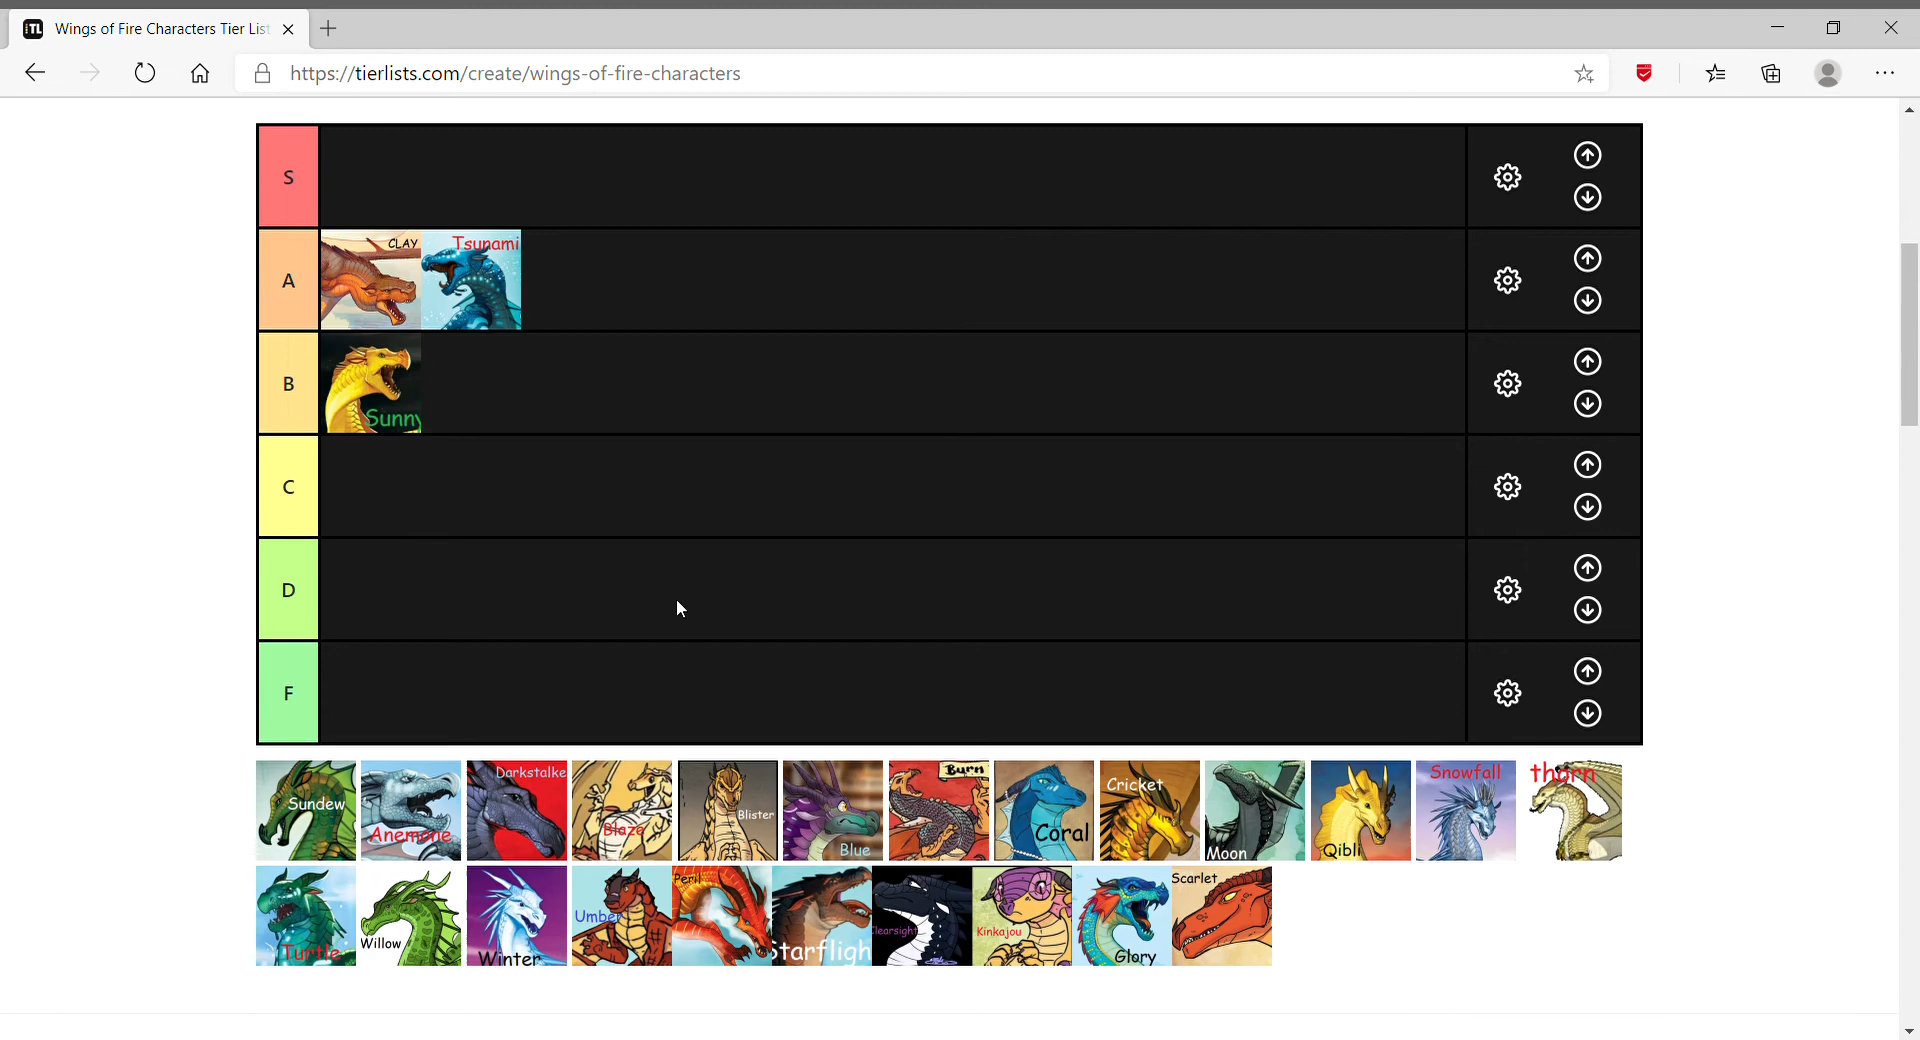 TL Wings of Fire Characters Tier List
https://tierlists.com/create/wings-of-fire-characters
S
A
CLAY
Tsunami
B
Sunny
C
D
F
Sundew
Anemone
Darkstalke
Blaze
Blister
Blue
Burn
Coral
Cricket
Moon
Qibli
Snowfall
thorn
Turtle
Willow
Winter
Umber
Peril
Starfligh
Clearsight
Kinkajou
Glory
Scarlet